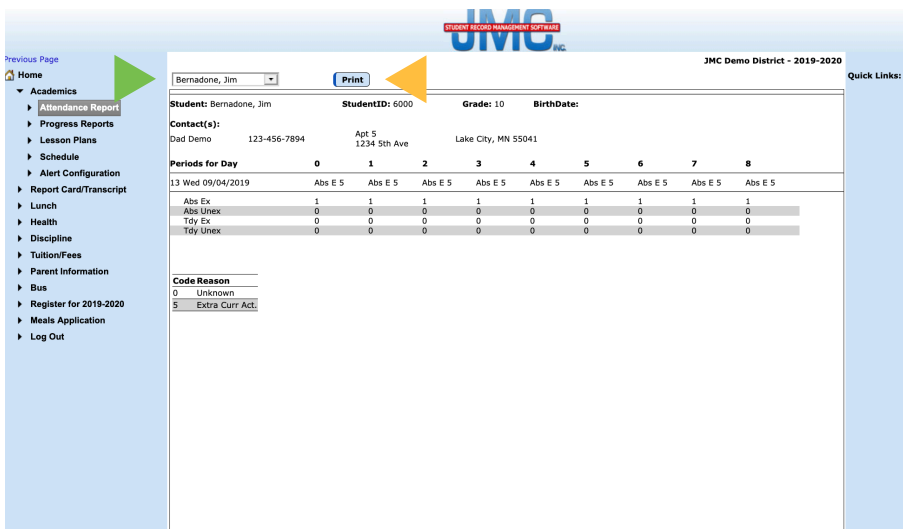 STUDENT RECORD MANAGEMENT SOFTWARE
JMC INC.
Previous Page
JMC Demo District - 2019-2020
Home
Quick Links:
Academics
Attendance Report
Progress Reports
Lesson Plans
Schedule
Alert Configuration
Report Card/Transcript
Lunch
Health
Discipline
Tuition/Fees
Parent Information
Bus
Register for 2019-2020
Meals Application
Log Out
Bernadone, Jim Print
Student: Bernadone, Jim StudentID: 6000 Grade: 10 BirthDate:
Contact(s):
Dad Demo 123-456-7894 Apt 5 Lake City, MN 55041
1234 5th Ave
Periods for Day 0 1 2 3 4 5 6 7 8
13 Wed 09/04/2019 Abs E 5 Abs E 5 Abs E 5 Abs E 5 Abs E 5 Abs E 5 Abs E 5 Abs E 5 Abs E 5
Abs Ex 1 1 1 1 1 1 1 1 1
Abs Unex 0 0 0 0 0 0 0 0 0
Tdy Ex 0 0 0 0 0 0 0 0 0
Tdy Unex 0 0 0 0 0 0 0 0 0
Code Reason
0 Unknown
5 Extra Curr Act.